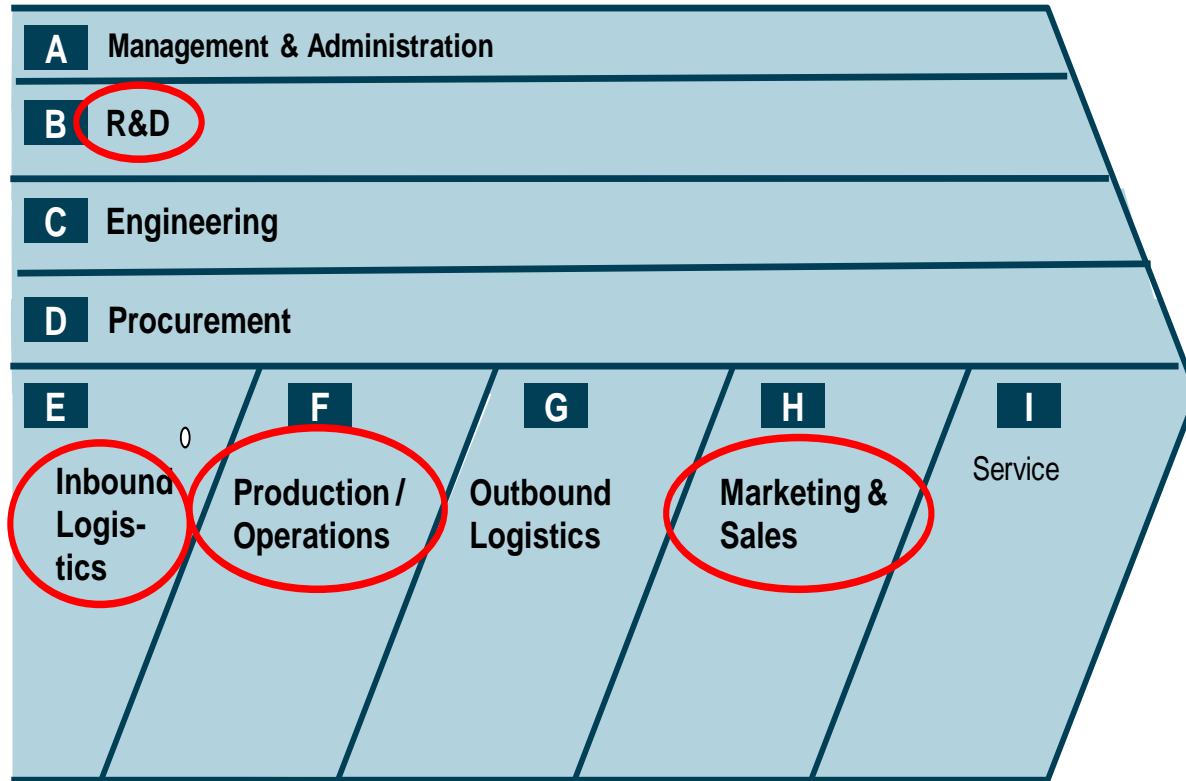 A Management & Administration
B R&D
C Engineering
D Procurement
E
Inbound
Logis-
tics
F
Production /
Operations
G
Outbound
Logistics
H
Marketing &
Sales
I
Service